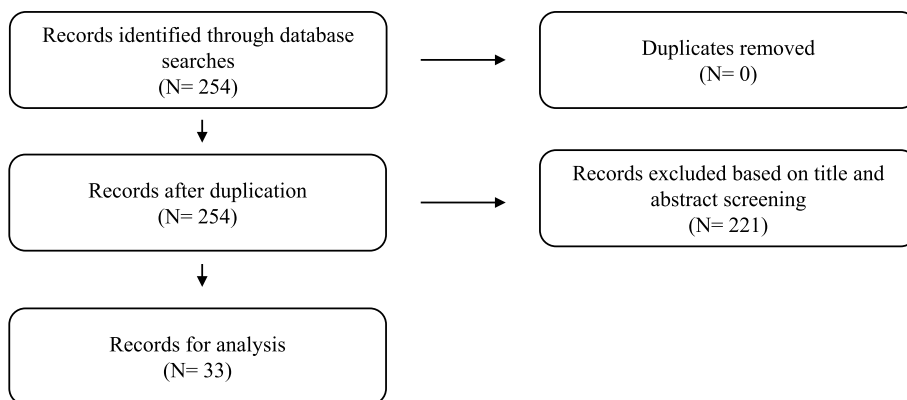 Records identified through database
searches
(N= 254)
Duplicates removed
(N= 0)
Records after duplication
(N= 254)
Records excluded based on title and
abstract screening
(N= 221)
Records for analysis
(N= 33)